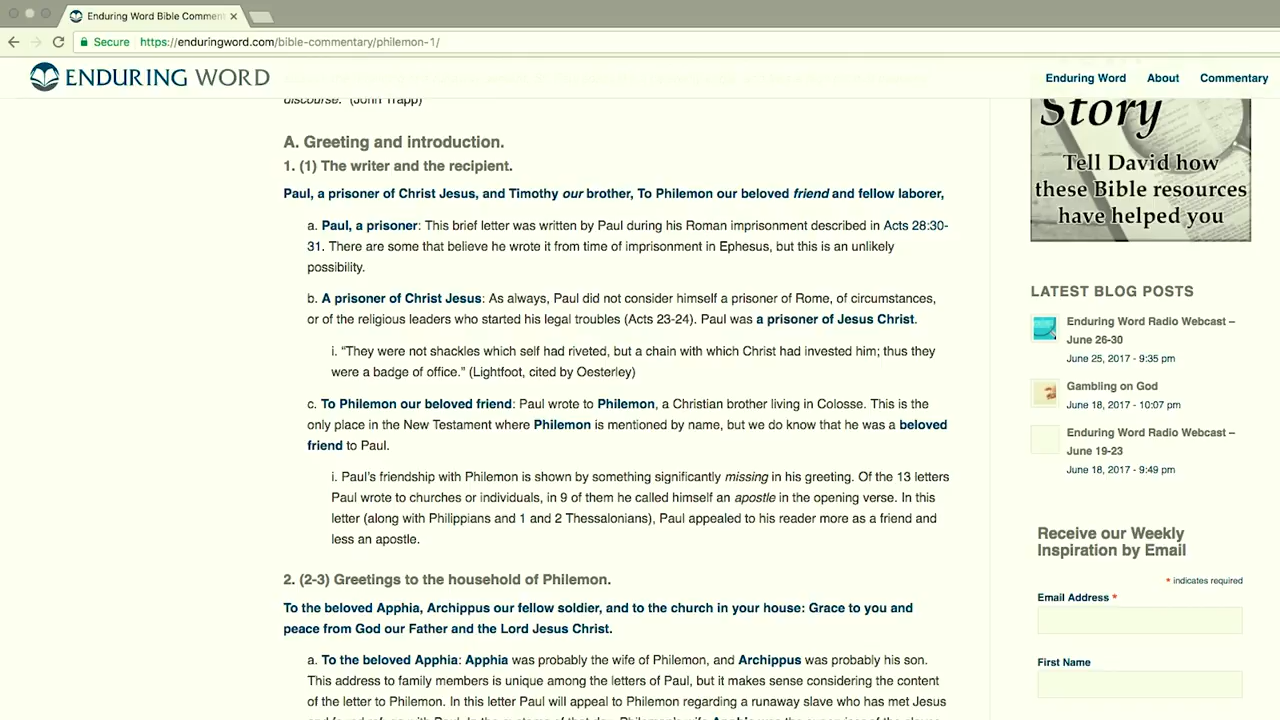 Enduring Word Bible Comment
Secure https://enduringword.com/bible-commentary/philemon-1/
ENDURING WORD
Enduring Word About Commentary
discourse." (John Trapp)
A. Greeting and introduction.
1. (1) The writer and the recipient.
Paul, a prisoner of Christ Jesus, and Timothy our brother, To Philemon our beloved friend and fellow laborer,
a. Paul, a prisoner: This brief letter was written by Paul during his Roman imprisonment described in Acts 28:30-
31. There are some that believe he wrote it from time of imprisonment in Ephesus, but this is an unlikely
possibility.
b. A prisoner of Christ Jesus: As always, Paul did not consider himself a prisoner of Rome, of circumstances,
or of the religious leaders who started his legal troubles (Acts 23-24). Paul was a prisoner of Jesus Christ.
i. “They were not shackles which self had riveted, but a chain with which Christ had invested him; thus they
were a badge of office.” (Lightfoot, cited by Oesterley)
c. To Philemon our beloved friend: Paul wrote to Philemon, a Christian brother living in Colosse. This is the
only place in the New Testament where Philemon is mentioned by name, but we do know that he was a beloved
friend to Paul.
i. Paul’s friendship with Philemon is shown by something significantly missing in his greeting. Of the 13 letters
Paul wrote to churches or individuals, in 9 of them he called himself an apostle in the opening verse. In this
letter (along with Philippians and 1 and 2 Thessalonians), Paul appealed to his reader more as a friend and
less an apostle.
2. (2-3) Greetings to the household of Philemon.
To the beloved Apphia, Archippus our fellow soldier, and to the church in your house: Grace to you and
peace from God our Father and the Lord Jesus Christ.
a. To the beloved Apphia: Apphia was probably the wife of Philemon, and Archippus was probably his son.
This address to family members is unique among the letters of Paul, but it makes sense considering the content
of the letter to Philemon. In this letter Paul will appeal to Philemon regarding a runaway slave who has met Jesus
Story
Tell David how
these Bible resources
have helped you
LATEST BLOG POSTS
Enduring Word Radio Webcast –
June 26-30
June 25, 2017 - 9:35 pm
Gambling on God
June 18, 2017 - 10:07 pm
Enduring Word Radio Webcast –
June 19-23
June 18, 2017 - 9:49 pm
Receive our Weekly
Inspiration by Email
* indicates required
Email Address *
First Name